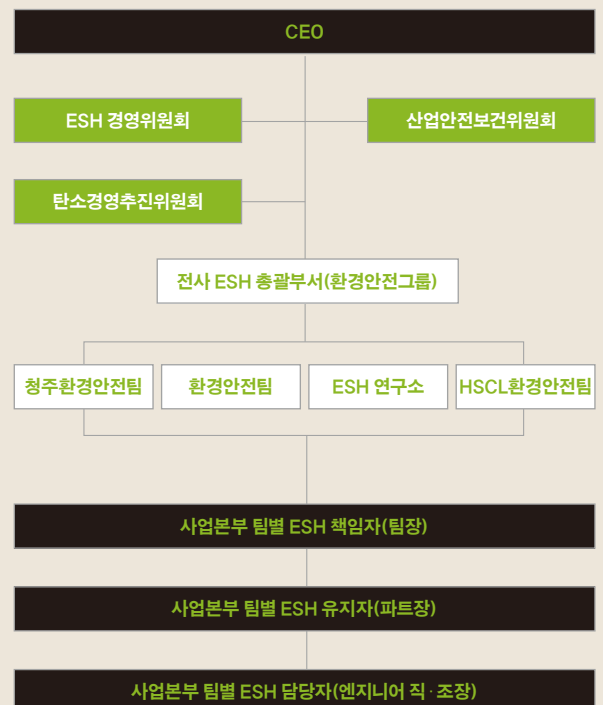 CEO
ESH 경영위원회
산업안전보건위원회
탄소경영추진위원회
전사 ESH 총괄부서(환경안전그룹)
청주환경안전팀
환경안전팀
ESH 연구소
HSCL환경안전팀
사업본부 팀별 ESH 책임자(팀장)
사업본부 팀별 ESH 유지자(파트장)
사업본부 팀별 ESH 담당자(엔지니어 직·조장)